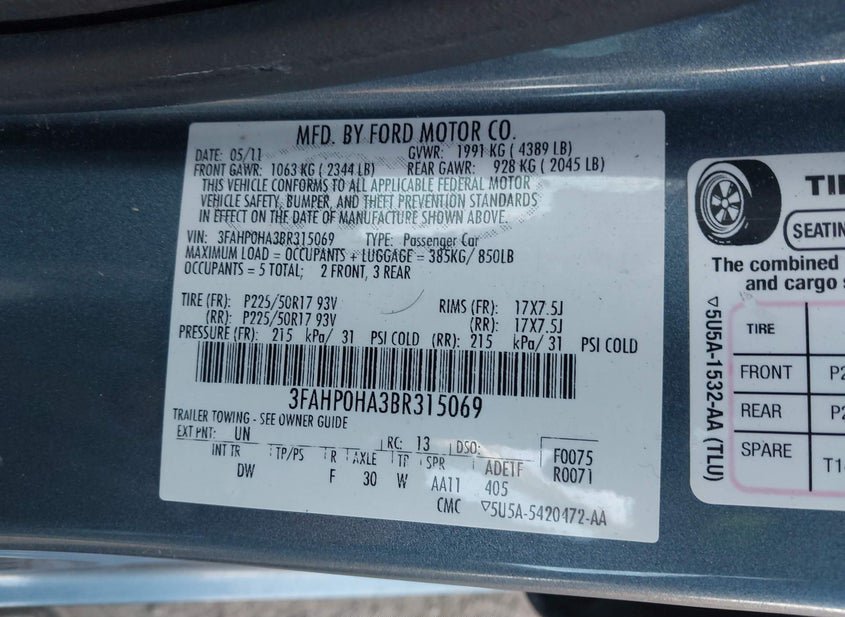 MFD. BY FORD MOTOR CO.
DATE: 05/11 GVWR: 1991 KG ( 4389 LB)
FRONT GAWR: 1063 KG ( 2344 LB) REAR GAWR: 928 KG ( 2045 LB)
THIS VEHICLE CONFORMS TO ALL APPLICABLE FEDERAL MOTOR
VEHICLE SAFETY, BUMPER, AND THEFT PREVENTION STANDARDS
IN EFFECT ON THE DATE OF MANUFACTURE SHOWN ABOVE.
VIN: 3FAHP0HA3BR315069 TYPE: Passenger Car
MAXIMUM LOAD = OCCUPANTS + LUGGAGE = 385KG/ 850LB
OCCUPANTS = 5 TOTAL; 2 FRONT, 3 REAR
TIRE (FR): P225/50R17 93V RIMS (FR): 17X7.5J
(RR): P225/50R17 93V (RR): 17X7.5J
PRESSURE (FR): 215 kPa/ 31 PSI COLD (RR): 215 kPa/ 31 PSI COLD
3FAHP0HA3BR315069
TRAILER TOWING - SEE OWNER GUIDE
EXT PNT: UN RC: 13 DSO: F0075
INT TR TP/PS R AXLE TR SPR ADE1F R0071
DW F 30 W AA11 405
CMC ▽5U5A-5420472-AA
TI
SEATIN
The combined
and cargo s
TIRE
FRONT P2
REAR P2
SPARE T1
▽5U5A-1532-AA (TLU)